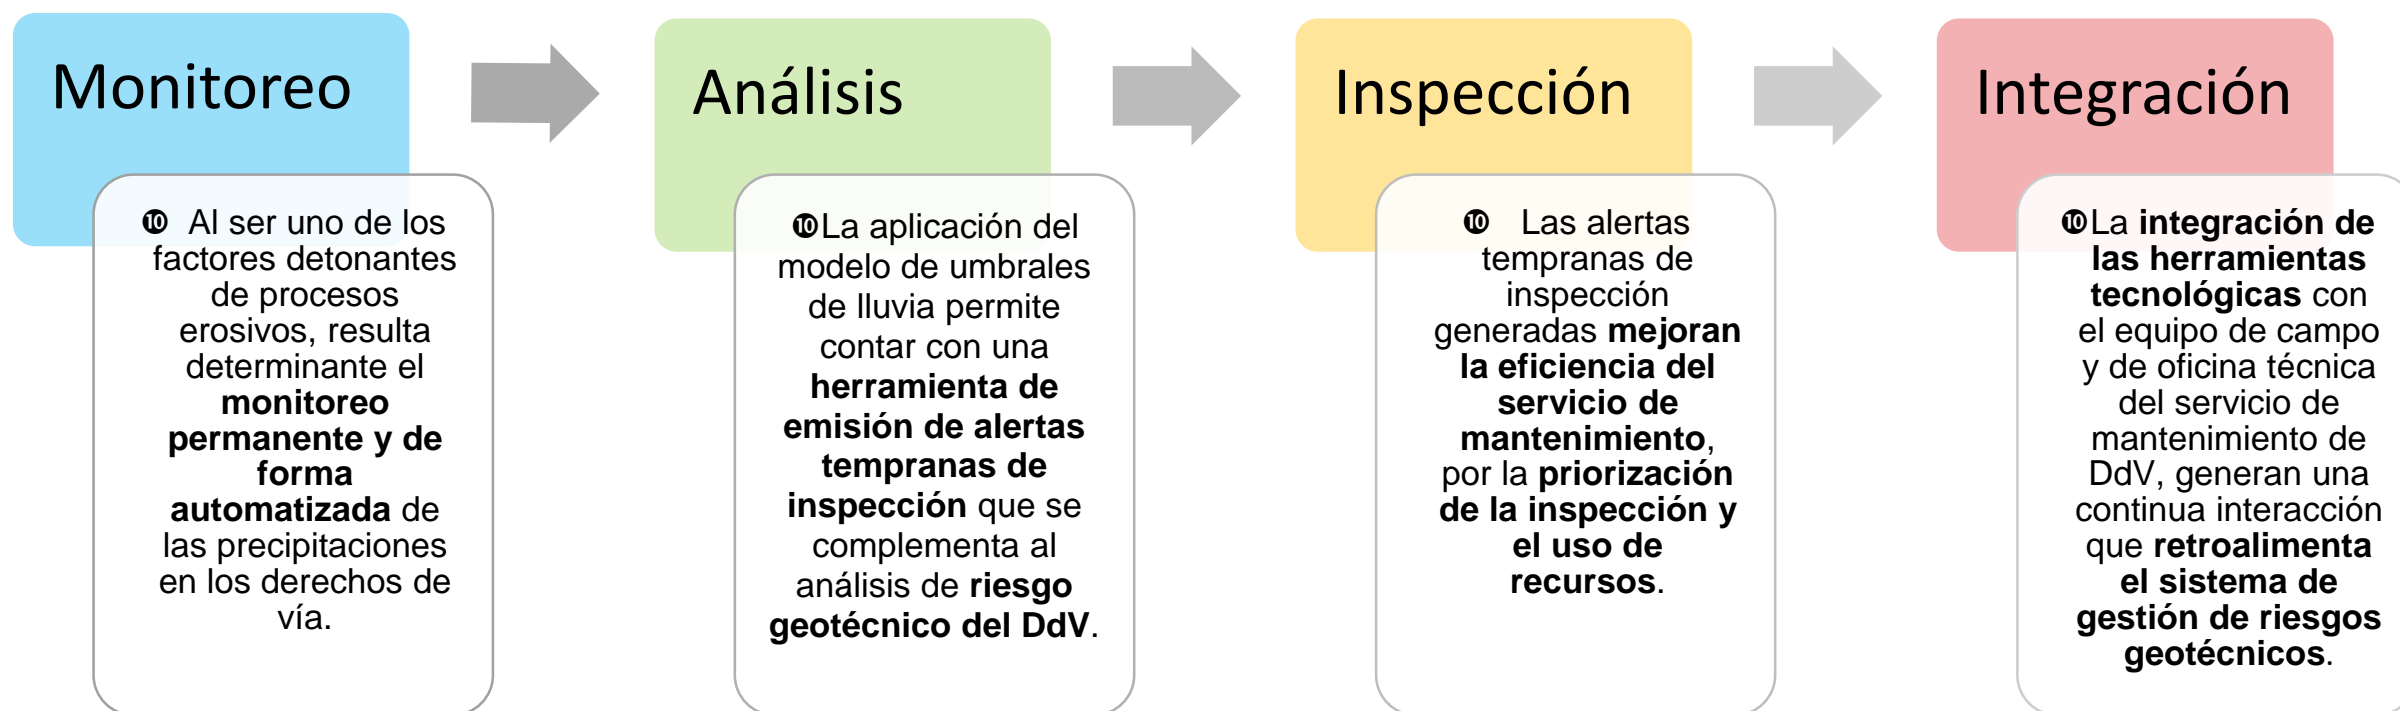 Monitoreo
❿ Al ser uno de los
factores detonantes
de procesos
erosivos, resulta
determinante el
monitoreo
permanente y de
forma
automatizada de
las precipitaciones
en los derechos de
vía.
Análisis
❿La aplicación del
modelo de umbrales
de lluvia permite
contar con una
herramienta de
emisión de alertas
tempranas de
inspección que se
complementa al
análisis de riesgo
geotécnico del DdV.
Inspección
❿ Las alertas
tempranas de
inspección
generadas mejoran
la eficiencia del
servicio de
mantenimiento,
por la priorización
de la inspección y
el uso de
recursos.
Integración
❿La integración de
las herramientas
tecnológicas con
el equipo de campo
y de oficina técnica
del servicio de
mantenimiento de
DdV, generan una
continua interacción
que retroalimenta
el sistema de
gestión de riesgos
geotécnicos.